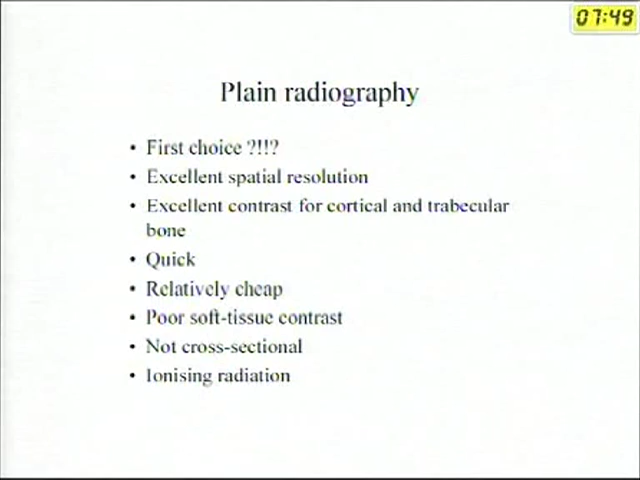 07:49
Plain radiography
• First choice ?!!?
• Excellent spatial resolution
• Excellent contrast for cortical and trabecular
bone
• Quick
• Relatively cheap
• Poor soft-tissue contrast
• Not cross-sectional
• Ionising radiation